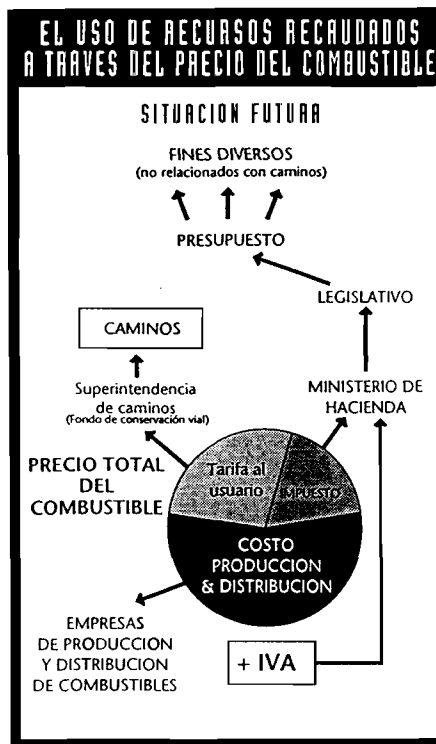 EL USO DE RECURSOS RECAUDADOS
A TRAVES DEL PRECIO DEL COMBUSTIBLE
SITUACION FUTURA
FINES DIVERSOS
(no relacionados con caminos)
PRESUPUESTO
LEGISLATIVO
CAMINOS
Superintendencia
de caminos
(Fondo de conservación vial)
MINISTERIO DE
HACIENDA
PRECIO TOTAL
DEL
COMBUSTIBLE
Tarifa al
usuario
IMPUESTO
COSTO
PRODUCCION
& DISTRIBUCION
EMPRESAS
DE PRODUCCION
Y DISTRIBUCION
DE COMBUSTIBLES
+ IVA